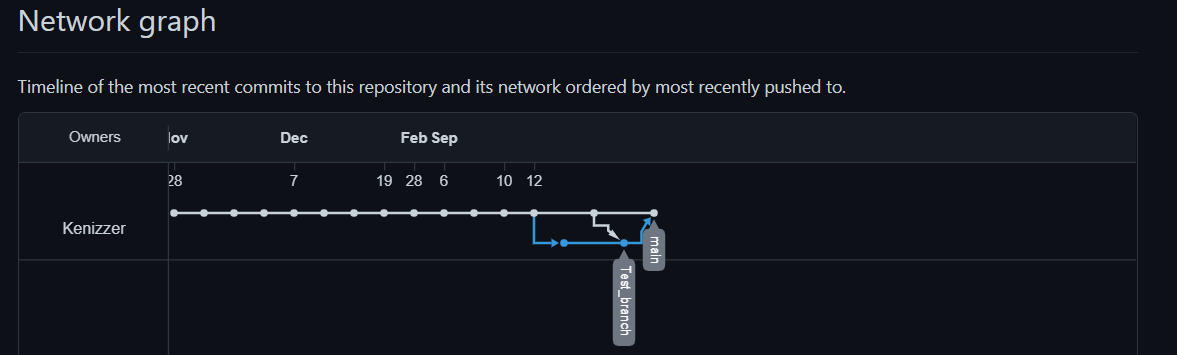 Network graph
Timeline of the most recent commits to this repository and its network ordered by most recently pushed to.
Owners ov Dec Feb Sep
28 7 19 28 6 10 12
Kenizzer
main
Test_branch